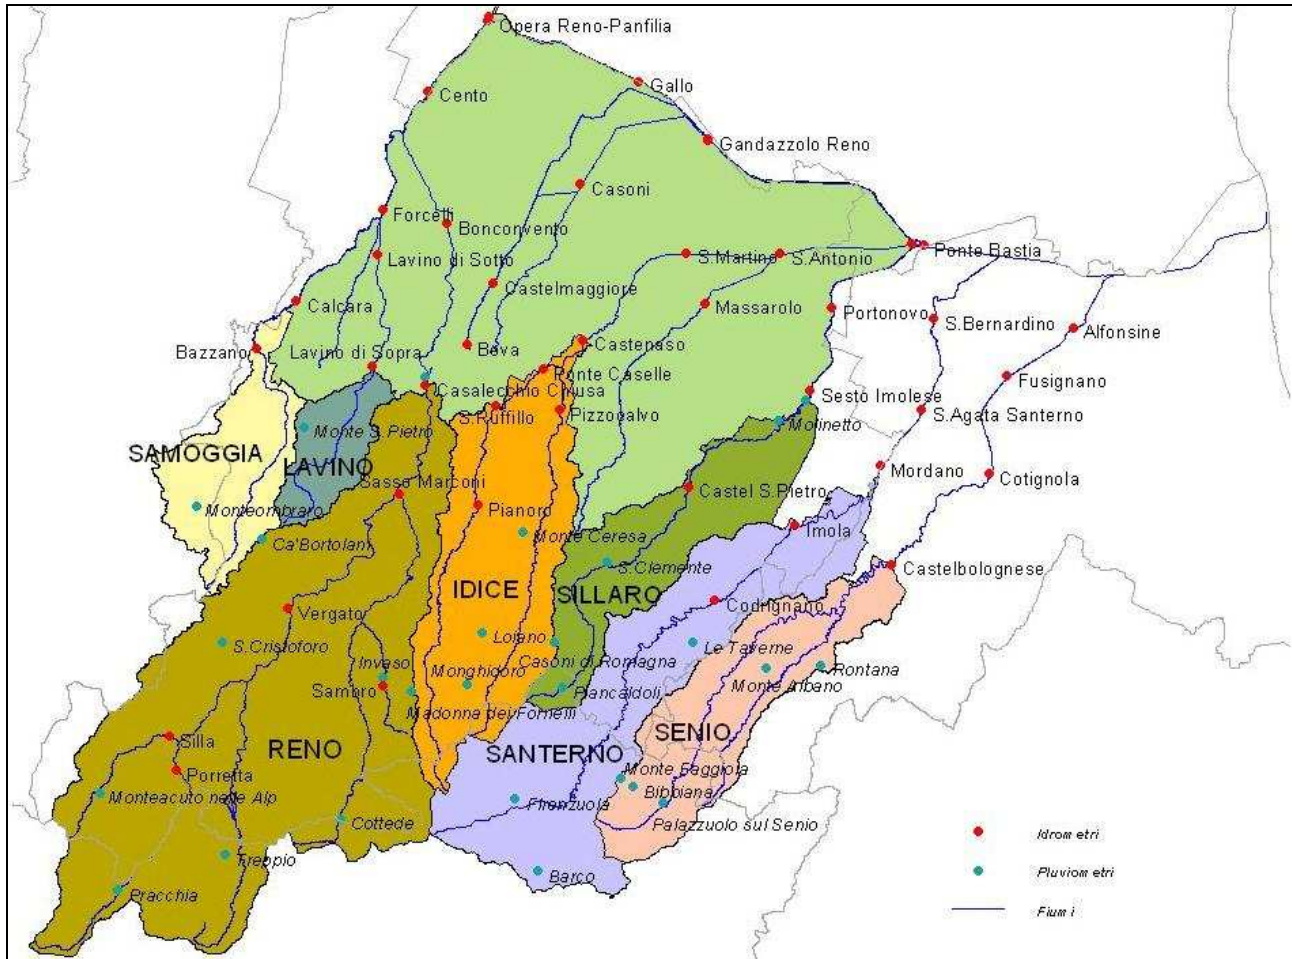 Opera Reno-Panfilia
Gallo
Cento
Gandazzolo Reno
Casoni
Forcelli
Bonconvento
Lavino di Sotto
S.Martino
S.Antonio
Ponte Bastia
Castelmaggiore
Calcara
Massarolo
Portonovo
S.Bernardino
Alfonsine
Bazzano
Lavino di Sopra
Beva
Castenaso
Ponte Caselle
Fusignano
Casalecchio Chiusa
Sesto Imolese
S.Ruffillo
Pizzocalvo
S.Agata Santerno
Molinetto
Monte S.Pietro
SAMOGGIA
LAVINO
Mordano
Sasso Marconi
Castel S.Pietro
Cotignola
Monteombraro
Pianoro
Imola
Ca'Bortolani
Monte Ceresa
S.Clemente
Castelbolognese
IDICE
SILLARO
Codrignano
Vergato
S.Cristoforo
Loiano
Le Taverne
Invaso
Casoni di Romagna
Rontana
Monghidoro
Monte Albano
Sambro
Piancaldoli
Madonna dei Fornelli
SENIO
Silla
RENO
SANTERNO
Porretta
Monte Faggiola
Bibbiana
Monteacuto nelle Alp
Firenzuola
Cottede
Palazzuolo sul Senio
Idrometri
Treppio
Pluviometri
Barco
Pracchia
Fiumi